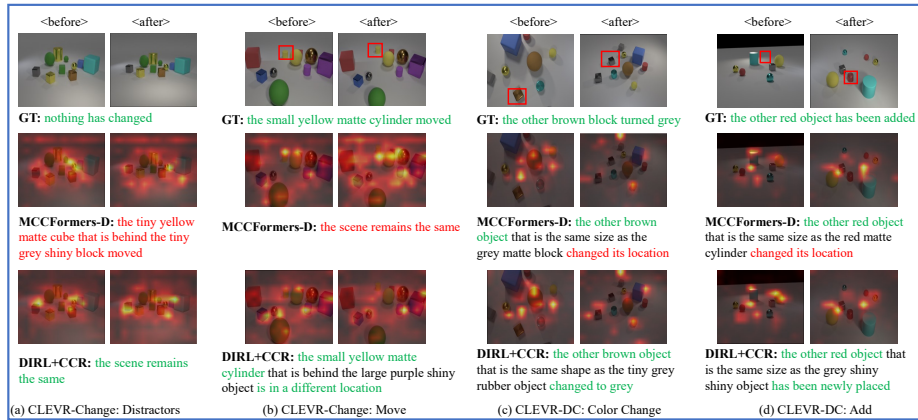 <before> <after>
GT: nothing has changed
MCCFormers-D: the tiny yellow
matte cube that is behind the tiny
grey shiny block moved
DIRL+CCR: the scene remains
the same
(a) CLEVR-Change: Distractors
<before> <after>
GT: the small yellow matte cylinder moved
MCCFormers-D: the scene remains the same
DIRL+CCR: the small yellow matte
cylinder that is behind the large purple shiny
object is in a different location
(b) CLEVR-Change: Move
<before> <after>
GT: the other brown block turned grey
MCCFormers-D: the other brown
object that is the same size as the
grey matte block changed its location
DIRL+CCR: the other brown object
that is the same shape as the tiny grey
rubber object changed to grey
(c) CLEVR-DC: Color Change
<before> <after>
GT: the other red object has been added
MCCFormers-D: the other red object
that is the same size as the red matte
cylinder changed its location
DIRL+CCR: the other red object that
is the same size as the grey shiny
shiny object has been newly placed
(d) CLEVR-DC: Add